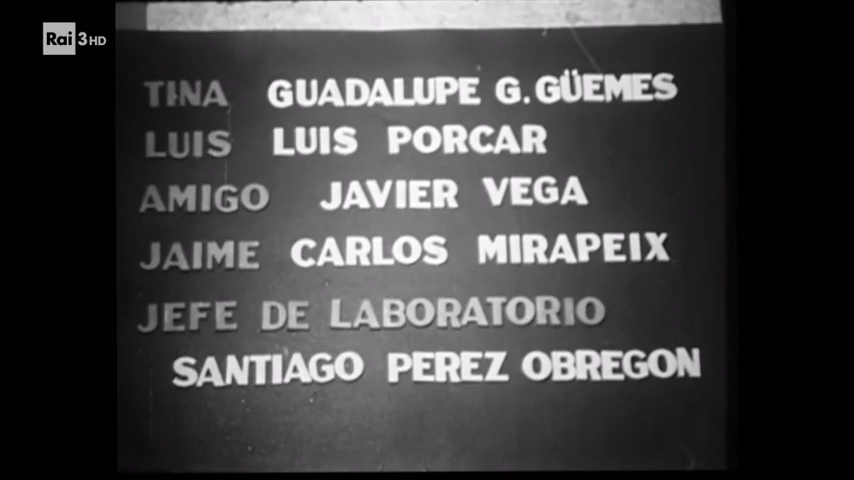 Rai 3HD
TINA GUADALUPE G. GÜEMES
LUIS LUIS PORCAR
AMIGO JAVIER VEGA
JAIME CARLOS MIRAPEIX
JEFE DE LABORATORIO
SANTIAGO PEREZ OBREGON